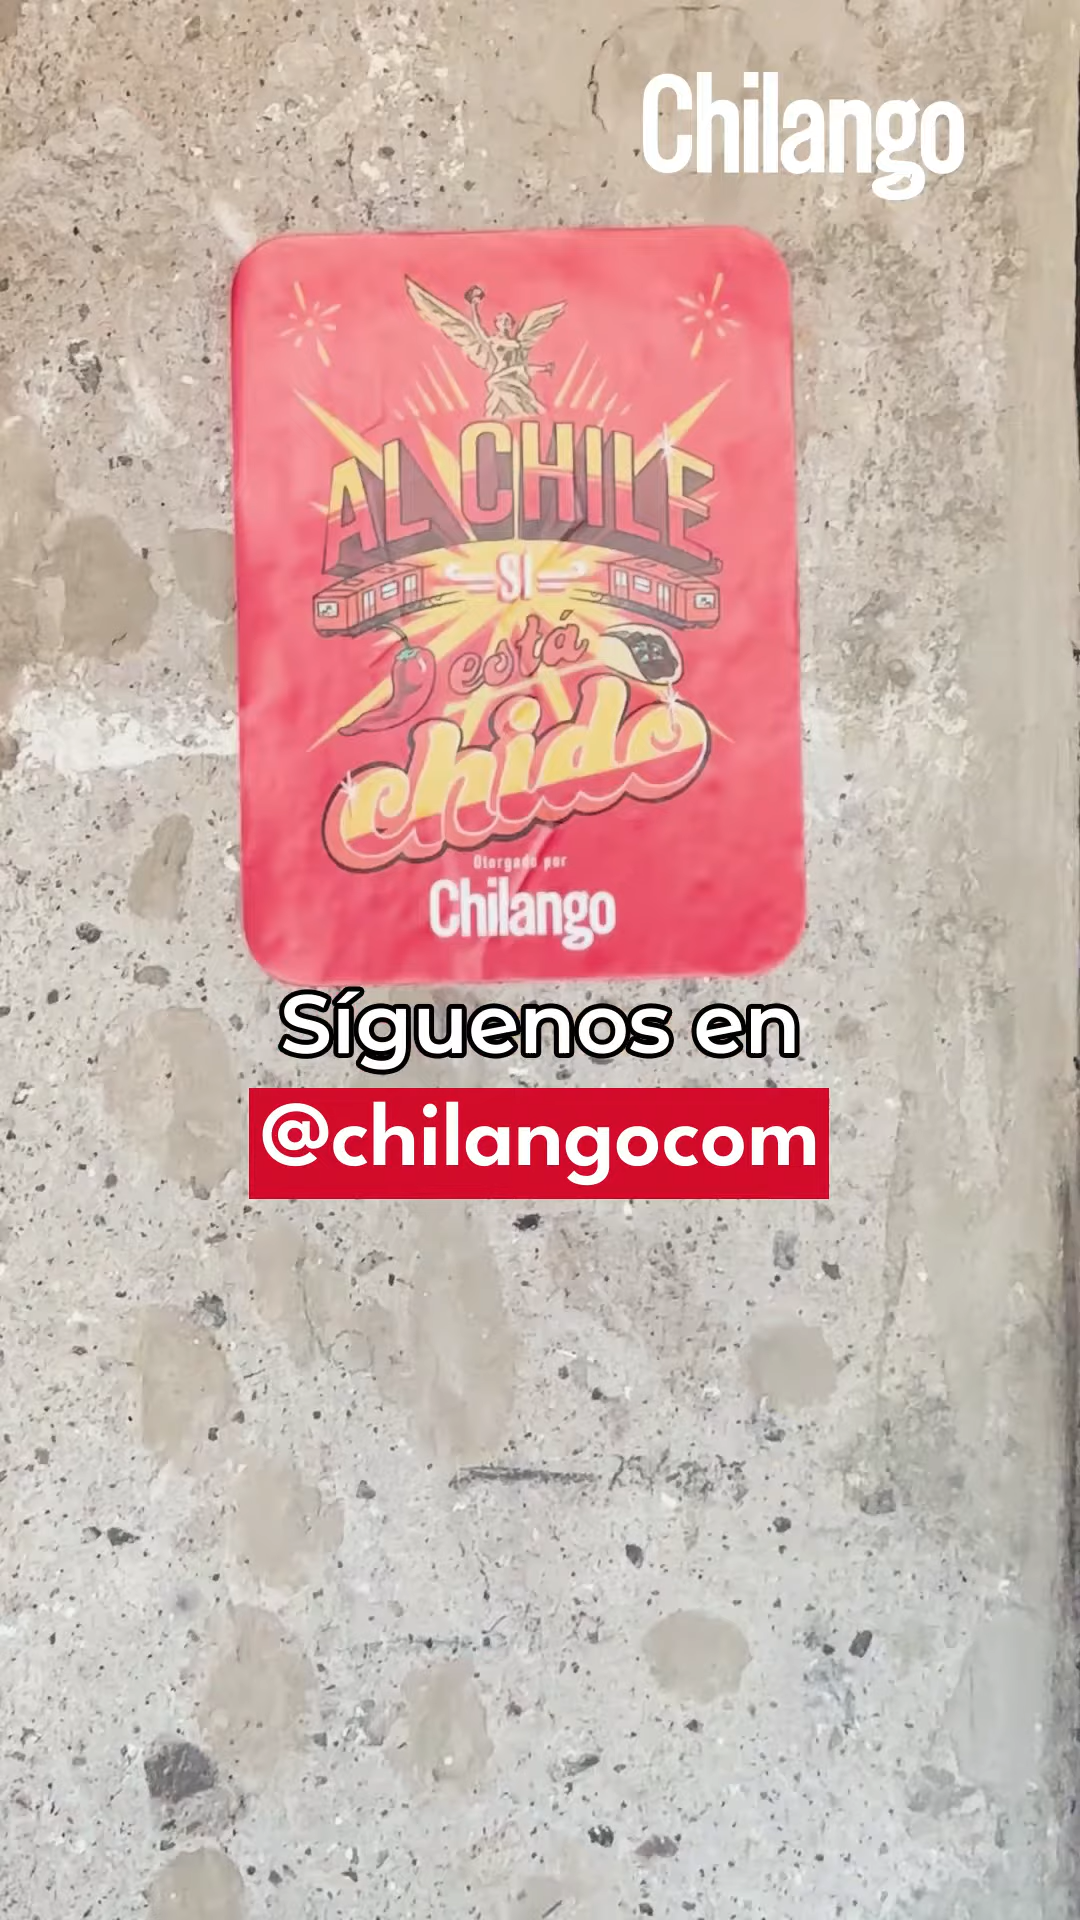 Chilango
AL CHILE
SI
está
chido
Otorgado por
Chilango
Síguenos en
@chilangocom